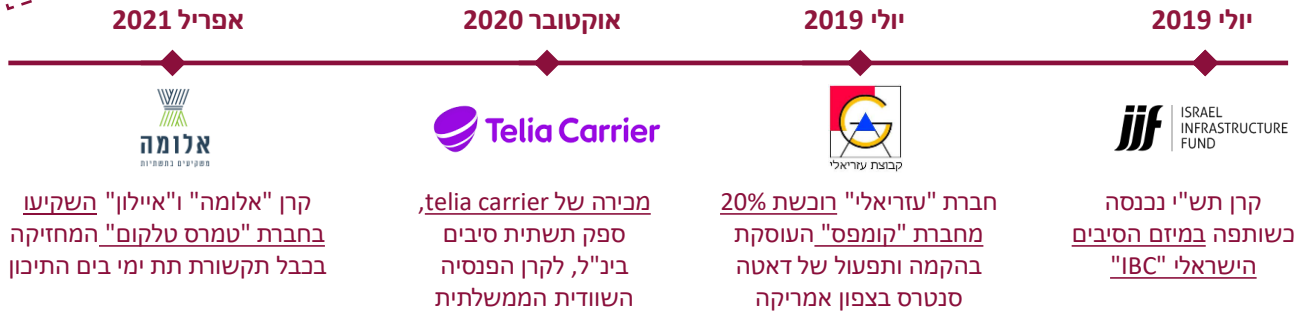 יולי 2019
ISRAEL
INFRASTRUCTURE
FUND
iif
קרן תש"י נכנסה
כשותפה במיזם הסיבים
הישראלי "IBC"
יולי 2019
קבוצת עזריאלי
חברת "עזריאלי" רוכשת 20%
מחברת "קומפס" העוסקת
בהקמה ותפעול של דאטה
סנטרס בצפון אמריקה
אוקטובר 2020
Telia Carrier
מכירה של telia carrier,
ספק תשתית סיבים
בינ"ל, לקרן הפנסיה
השוודית הממשלתית
אפריל 2021
אלומה
משקיעים בתשתיות
קרן "אלומה" ו"איילון" השקיעו
בחברת "טמרס טלקום" המחזיקה
בכבל תקשורת תת ימי בים התיכון